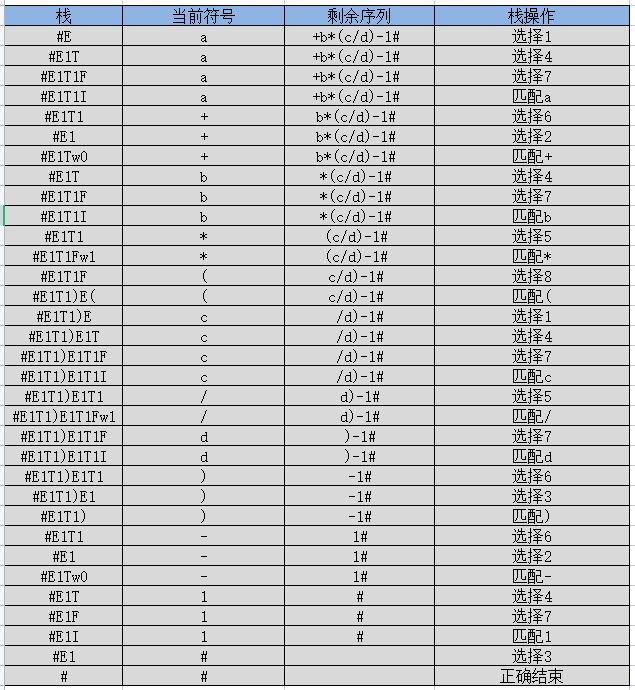 栈 当前符号 剩余序列 栈操作
#E a +b*(c/d)-1# 选择1
#E1T a +b*(c/d)-1# 选择4
#E1T1F a +b*(c/d)-1# 选择7
#E1T1I a +b*(c/d)-1# 匹配a
#E1T1 + b*(c/d)-1# 选择6
#E1 + b*(c/d)-1# 选择2
#E1Tw0 + b*(c/d)-1# 匹配+
#E1T b *(c/d)-1# 选择4
#E1T1F b *(c/d)-1# 选择7
#E1T1I b *(c/d)-1# 匹配b
#E1T1 * (c/d)-1# 选择5
#E1T1Fw1 * (c/d)-1# 匹配*
#E1T1F ( c/d)-1# 选择8
#E1T1)E( ( c/d)-1# 匹配(
#E1T1)E c /d)-1# 选择1
#E1T1)E1T c /d)-1# 选择4
#E1T1)E1T1F c /d)-1# 选择7
#E1T1)E1T1I c /d)-1# 匹配c
#E1T1)E1T1 / d)-1# 选择5
#E1T1)E1T1Fw1 / d)-1# 匹配/
#E1T1)E1T1F d )-1# 选择7
#E1T1)E1T1I d )-1# 匹配d
#E1T1)E1T1 ) -1# 选择6
#E1T1)E1 ) -1# 选择3
#E1T1) ) -1# 匹配)
#E1T1 - 1# 选择6
#E1 - 1# 选择2
#E1Tw0 - 1# 匹配-
#E1T 1 # 选择4
#E1F 1 # 选择7
#E1I 1 # 匹配1
#E1 # 选择3
# # 正确结束